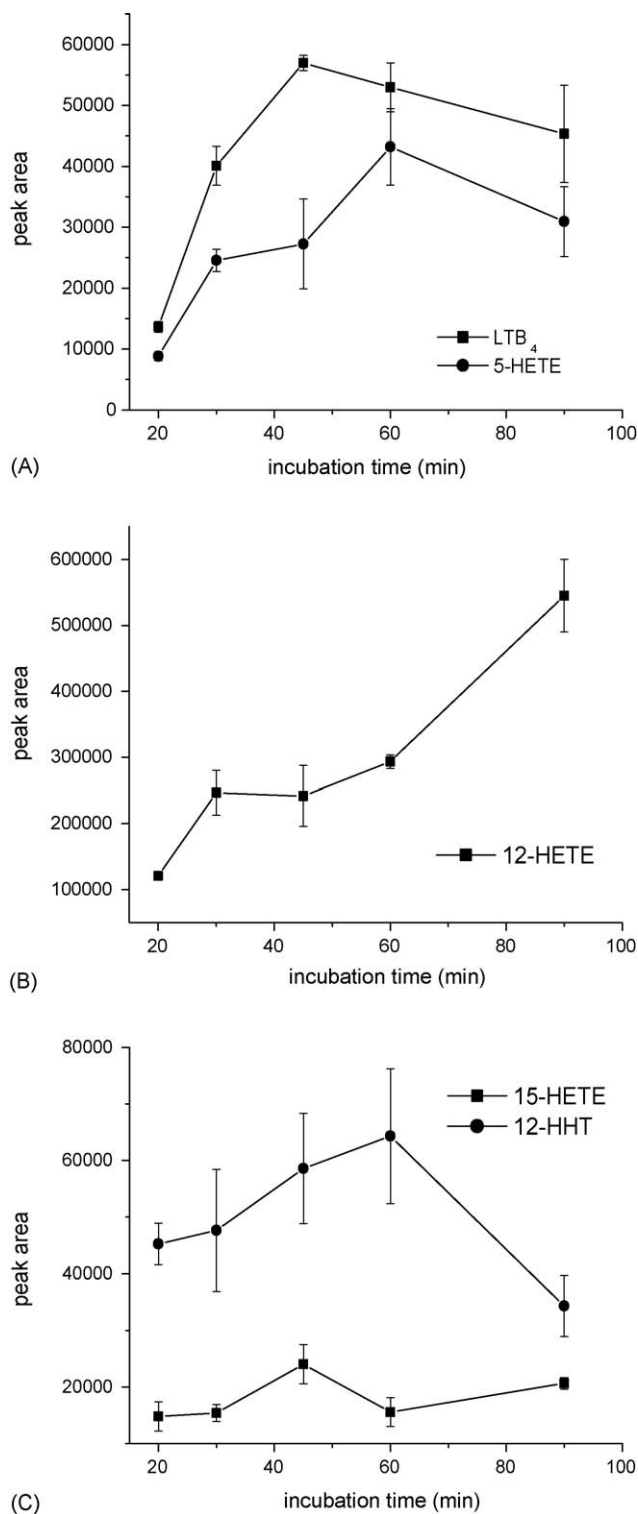 60000
50000
40000
30000
20000
10000
0
peak area
LTB4
5-HETE
20 40 60 80 100
incubation time (min)
(A)
600000
500000
400000
300000
200000
100000
peak area
12-HETE
20 40 60 80 100
incubation time (min)
(B)
80000
60000
40000
20000
peak area
15-HETE
12-HHT
20 40 60 80 100
incubation time (min)
(C)